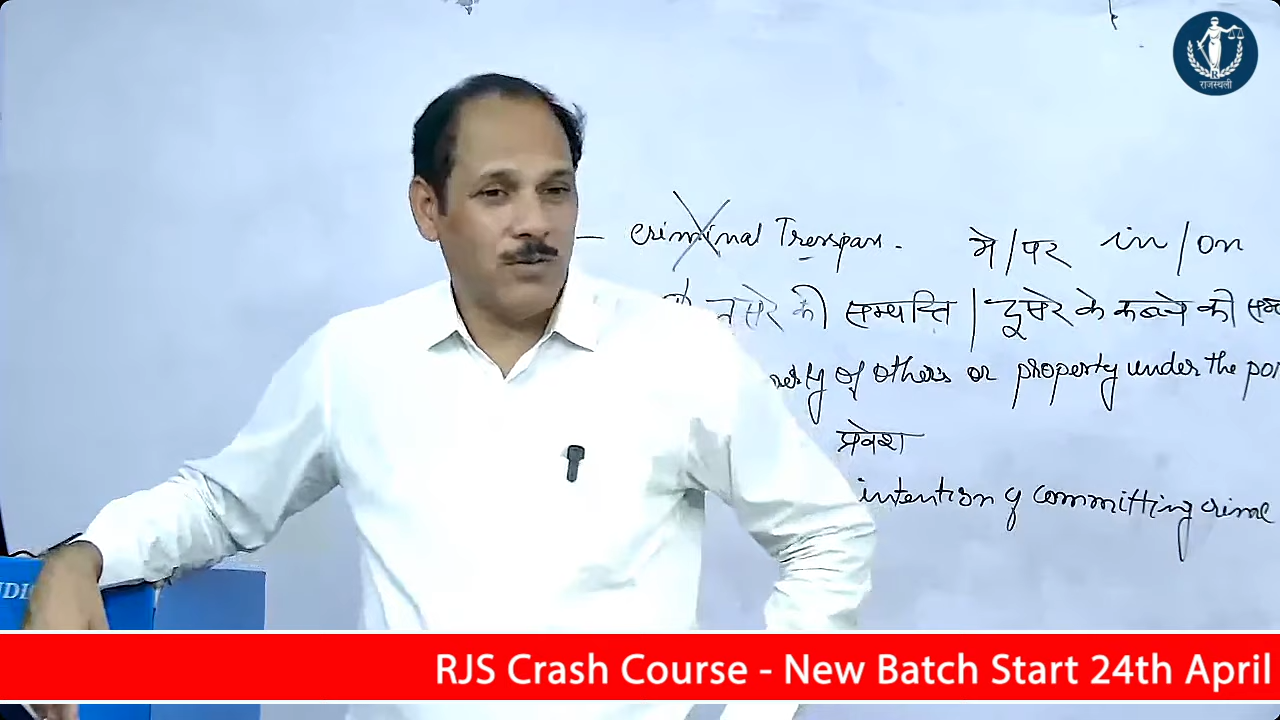 राजस्थली
— Criminal Trespass. में/पर in/on
दूसरे की सम्पत्ति | दूसरे के कब्जे की
of others or property under the
प्रवेश
intention of committing crime
RJS Crash Course - New Batch Start 24th April